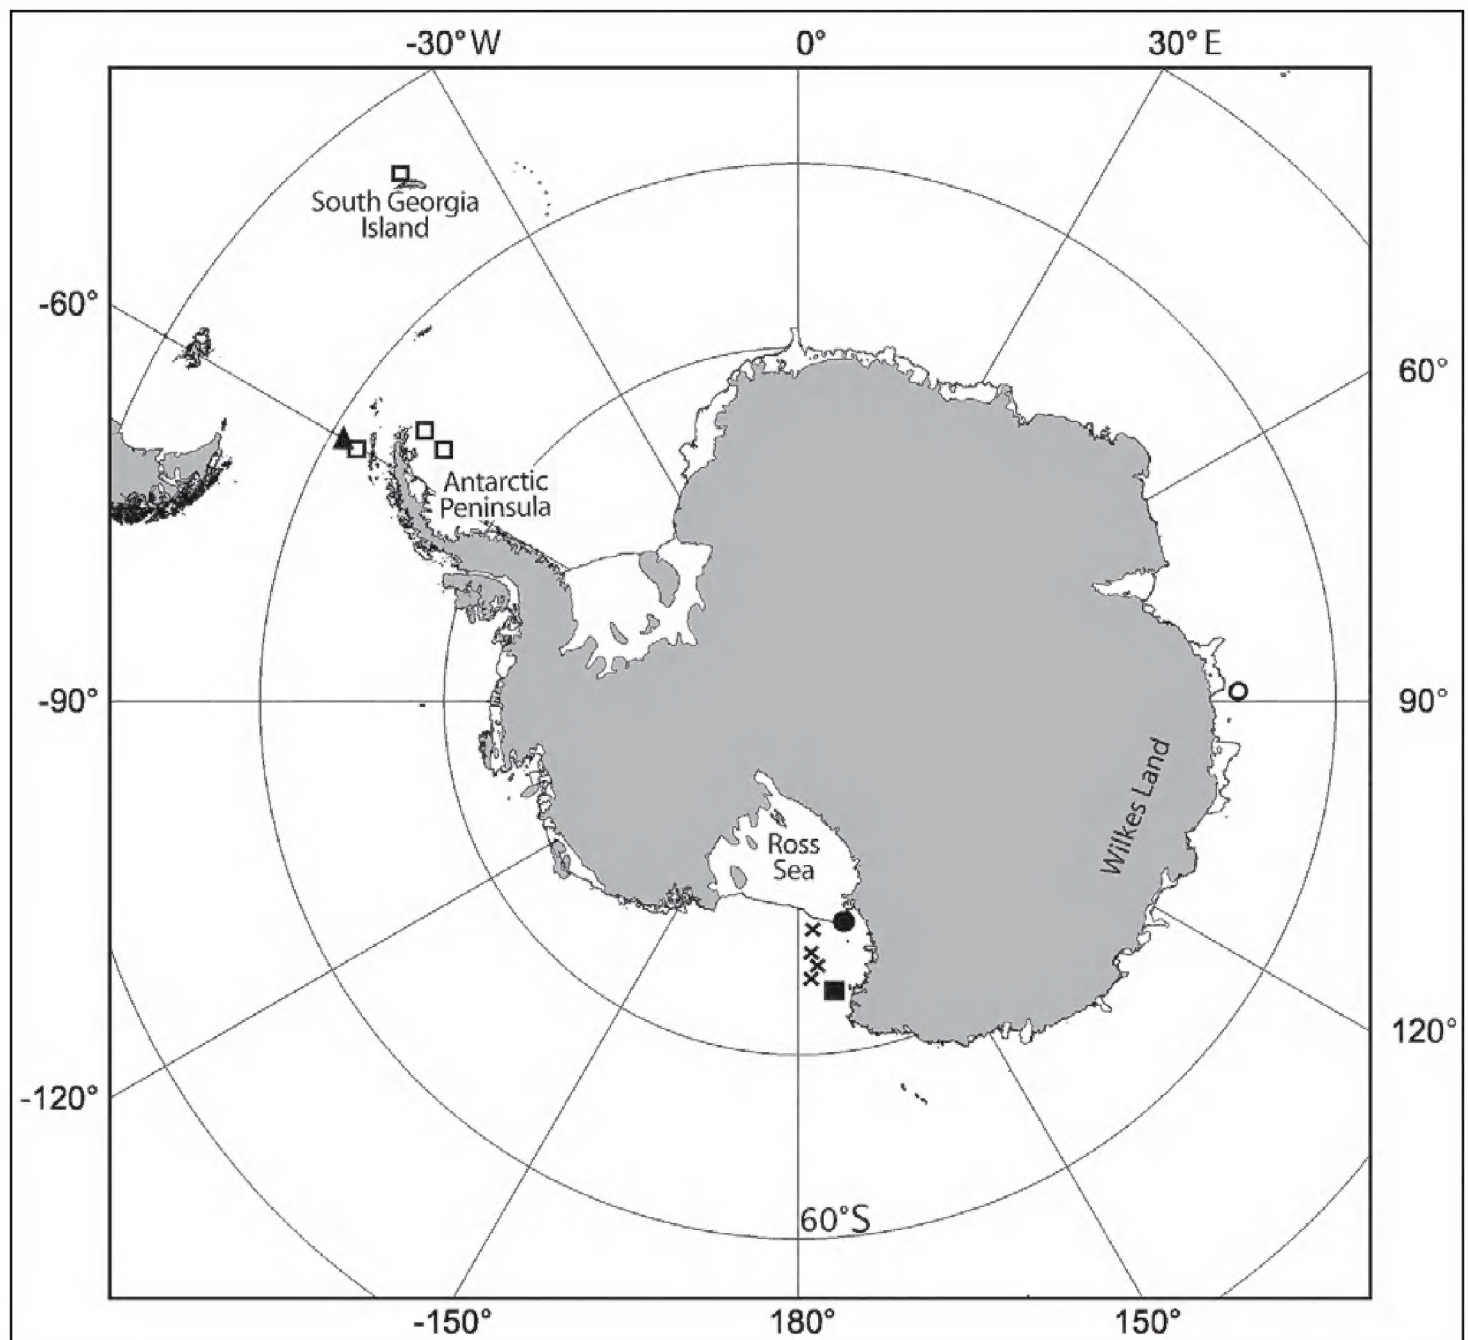 -30° W
0°
30° E
South Georgia
Island
-60°
60°
Antarctic
Peninsula
-90°
90°
Wilkes Land
Ross
Sea
-120°
120°
60°S
-150°
180°
150°